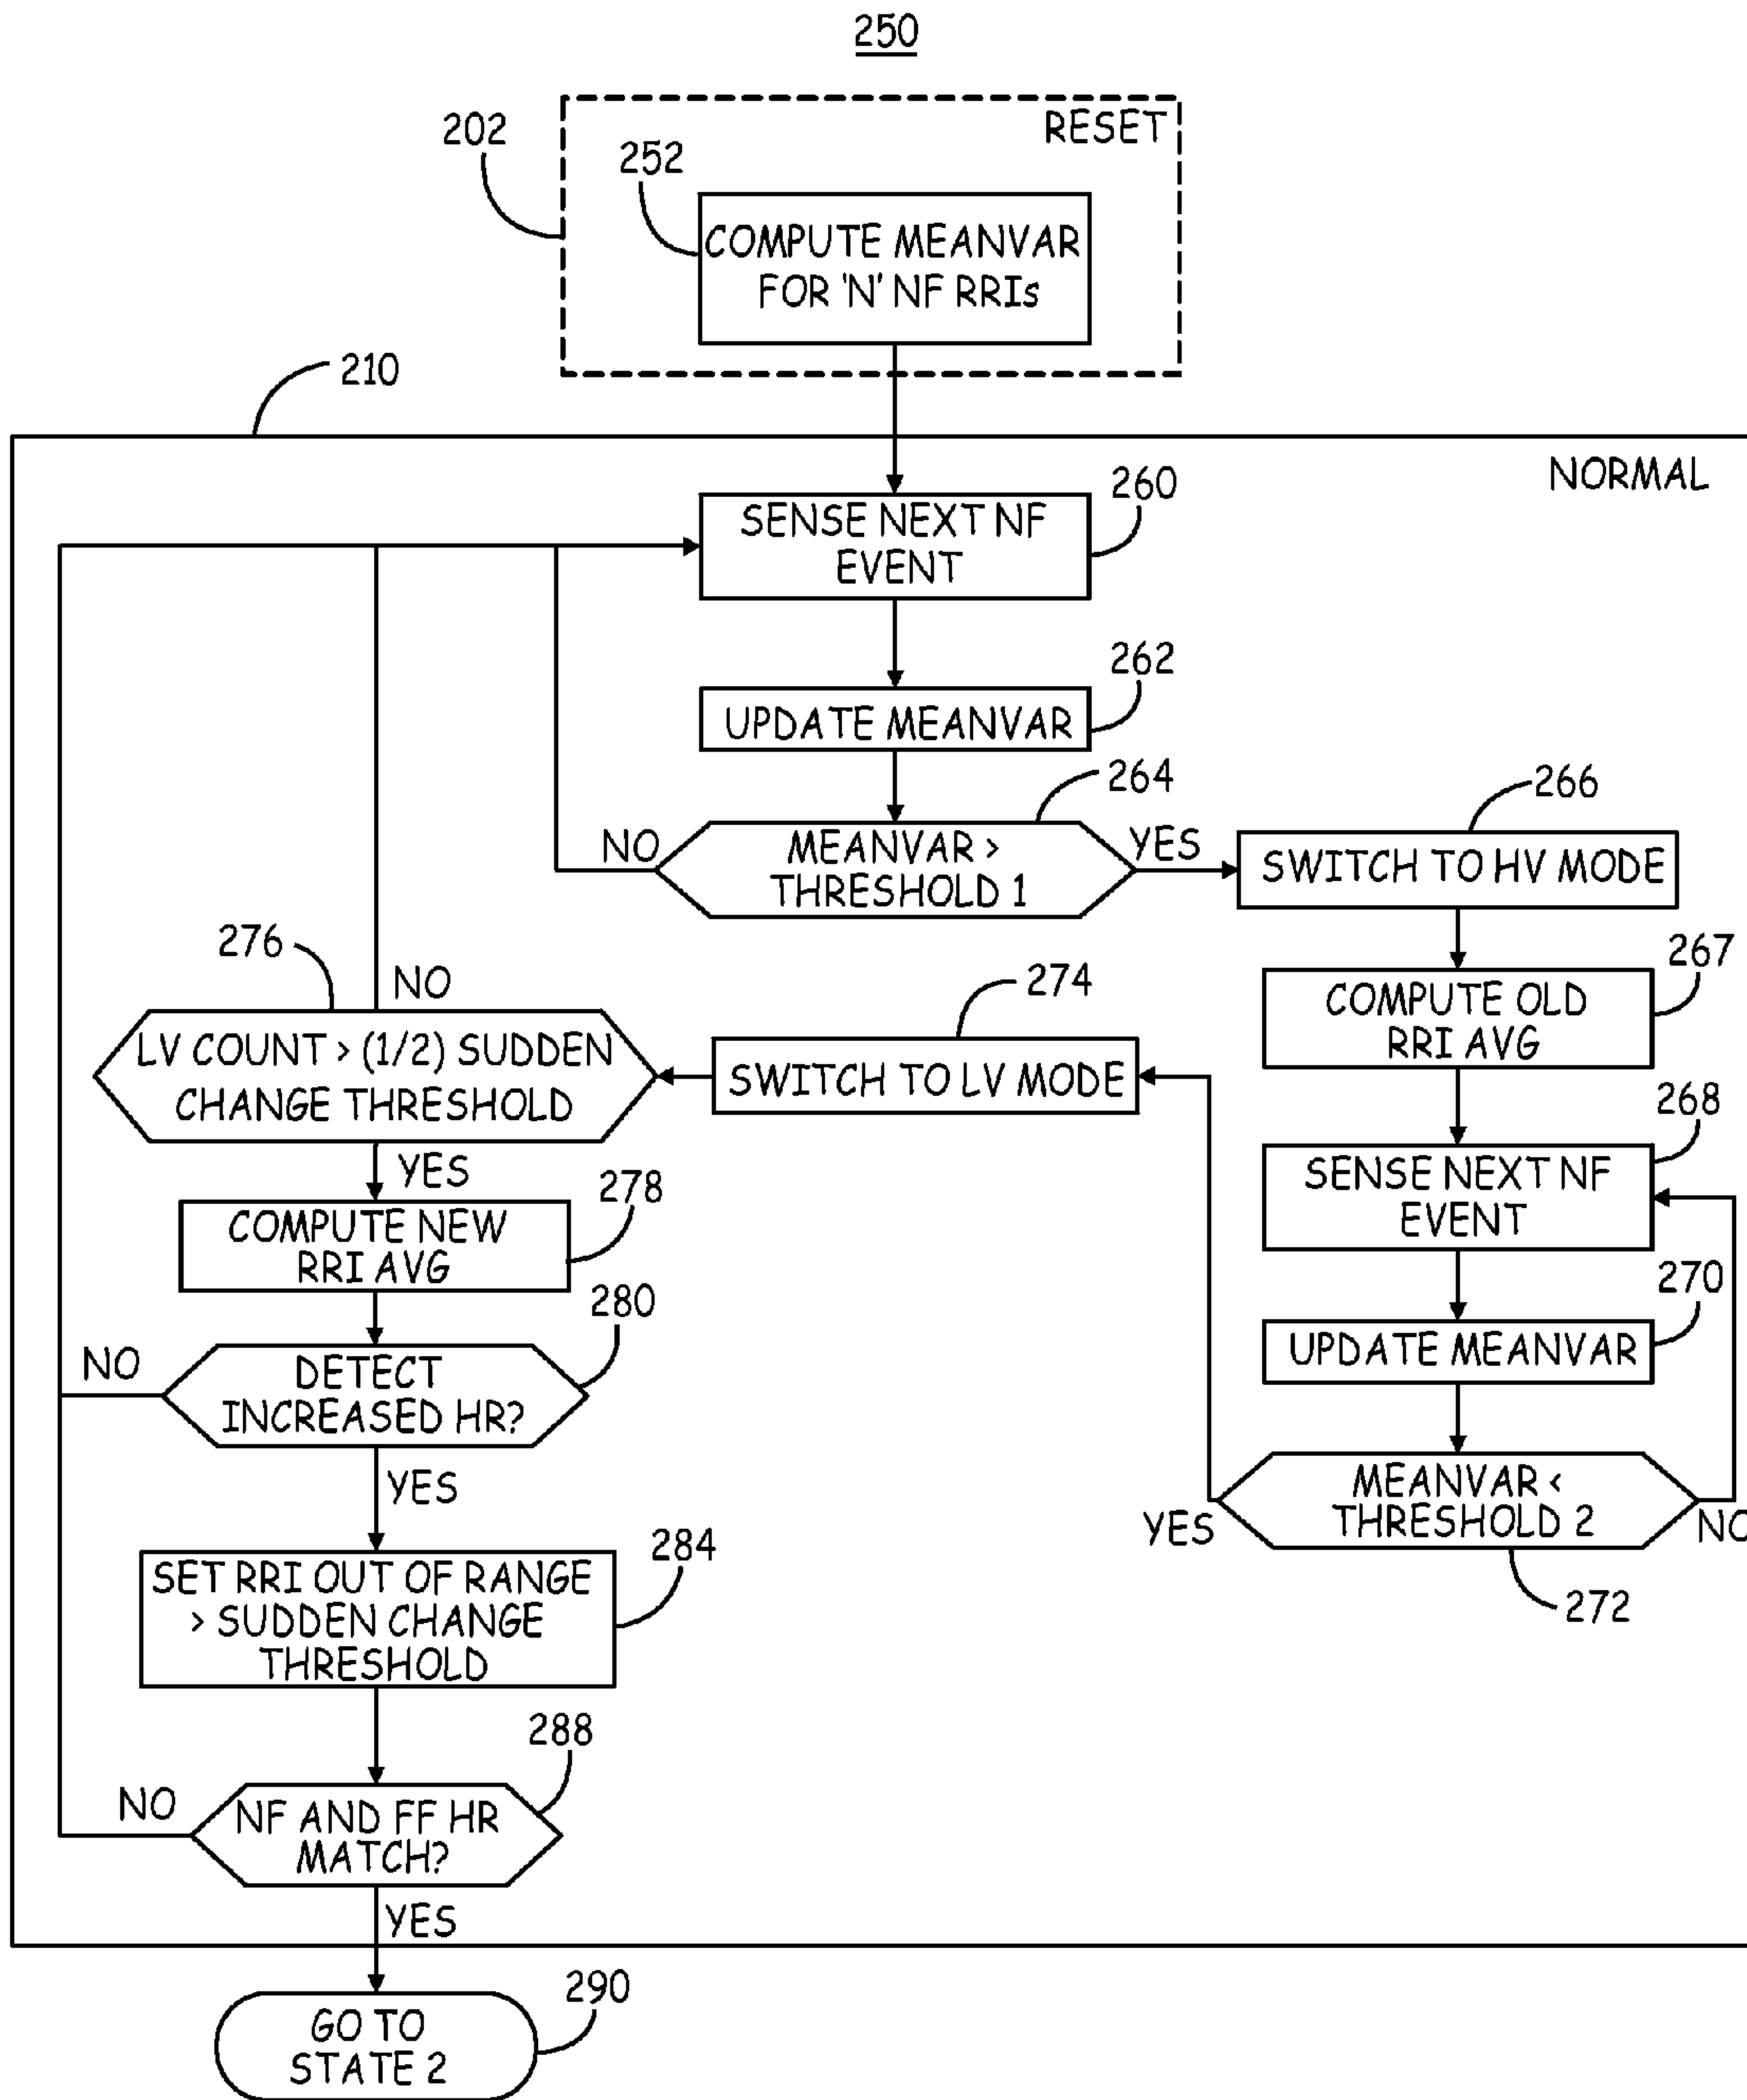 250
202
RESET
252
COMPUTE MEANVAR
FOR 'N' NF RRIs
210
NORMAL
260
SENSE NEXT NF
EVENT
262
UPDATE MEANVAR
264
NO
MEANVAR >
THRESHOLD 1
YES
266
SWITCH TO HV MODE
276
NO
LV COUNT > (1/2) SUDDEN
CHANGE THRESHOLD
YES
274
SWITCH TO LV MODE
267
COMPUTE OLD
RRI AVG
268
SENSE NEXT NF
EVENT
270
UPDATE MEANVAR
MEANVAR <
THRESHOLD 2
YES
NO
272
278
COMPUTE NEW
RRI AVG
280
NO
DETECT
INCREASED HR?
YES
284
SET RRI OUT OF RANGE
> SUDDEN CHANGE
THRESHOLD
288
NO
NF AND FF HR
MATCH?
YES
290
GO TO
STATE 2